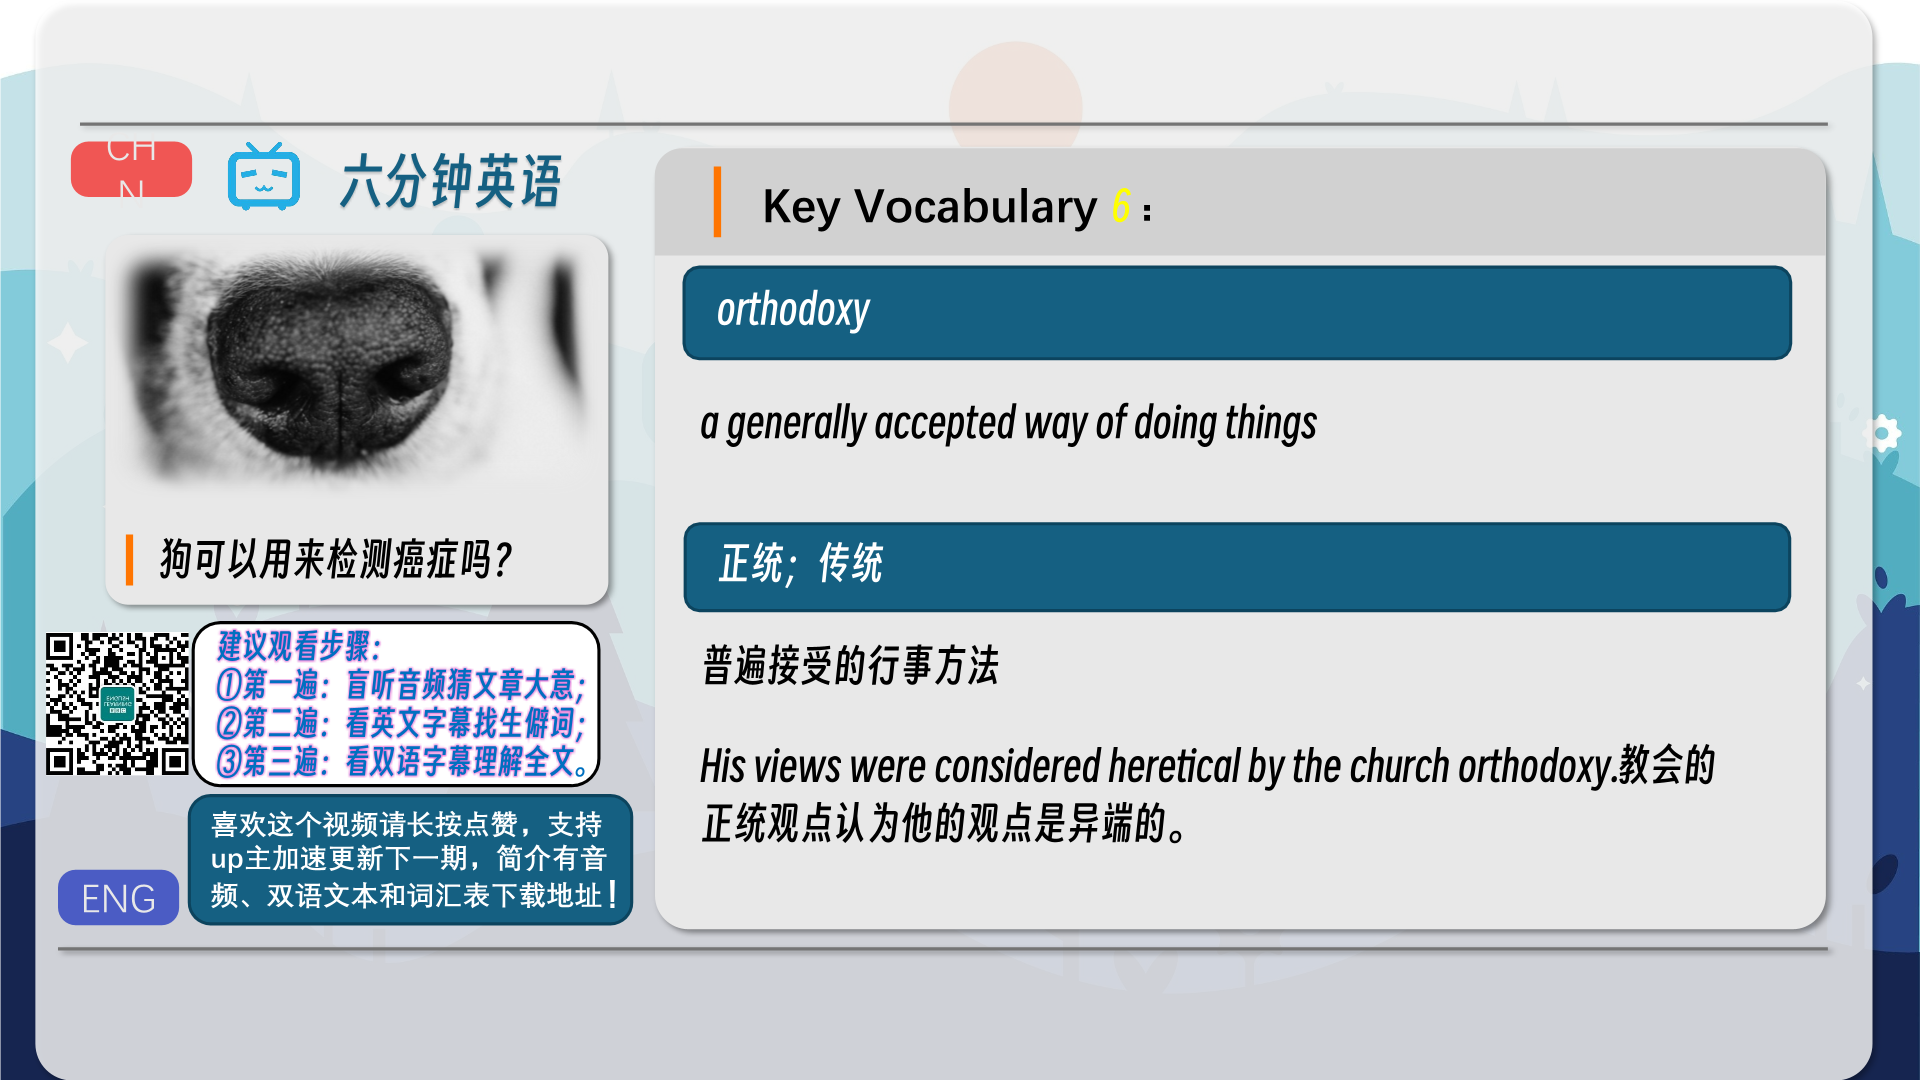 CH
N
六分钟英语
狗可以用来检测癌症吗?
建议观看步骤:
①第一遍:盲听音频猜文章大意;
②第二遍:看英文字幕找生僻词;
③第三遍:看双语字幕理解全文。
喜欢这个视频请长按点赞,支持
up主加速更新下一期,简介有音
频、双语文本和词汇表下载地址!
ENG
Key Vocabulary 6:
orthodoxy
a generally accepted way of doing things
正统;传统
普遍接受的行事方法
His views were considered heretical by the church orthodoxy.教会的
正统观点认为他的观点是异端的。